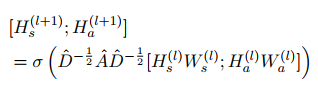 [H_s^{(l+1)}; H_a^{(l+1)}]
= σ ( D̂^{-1/2} Â D̂^{-1/2} [H_s^{(l)} W_s^{(l)}; H_a^{(l)} W_a^{(l)}] )